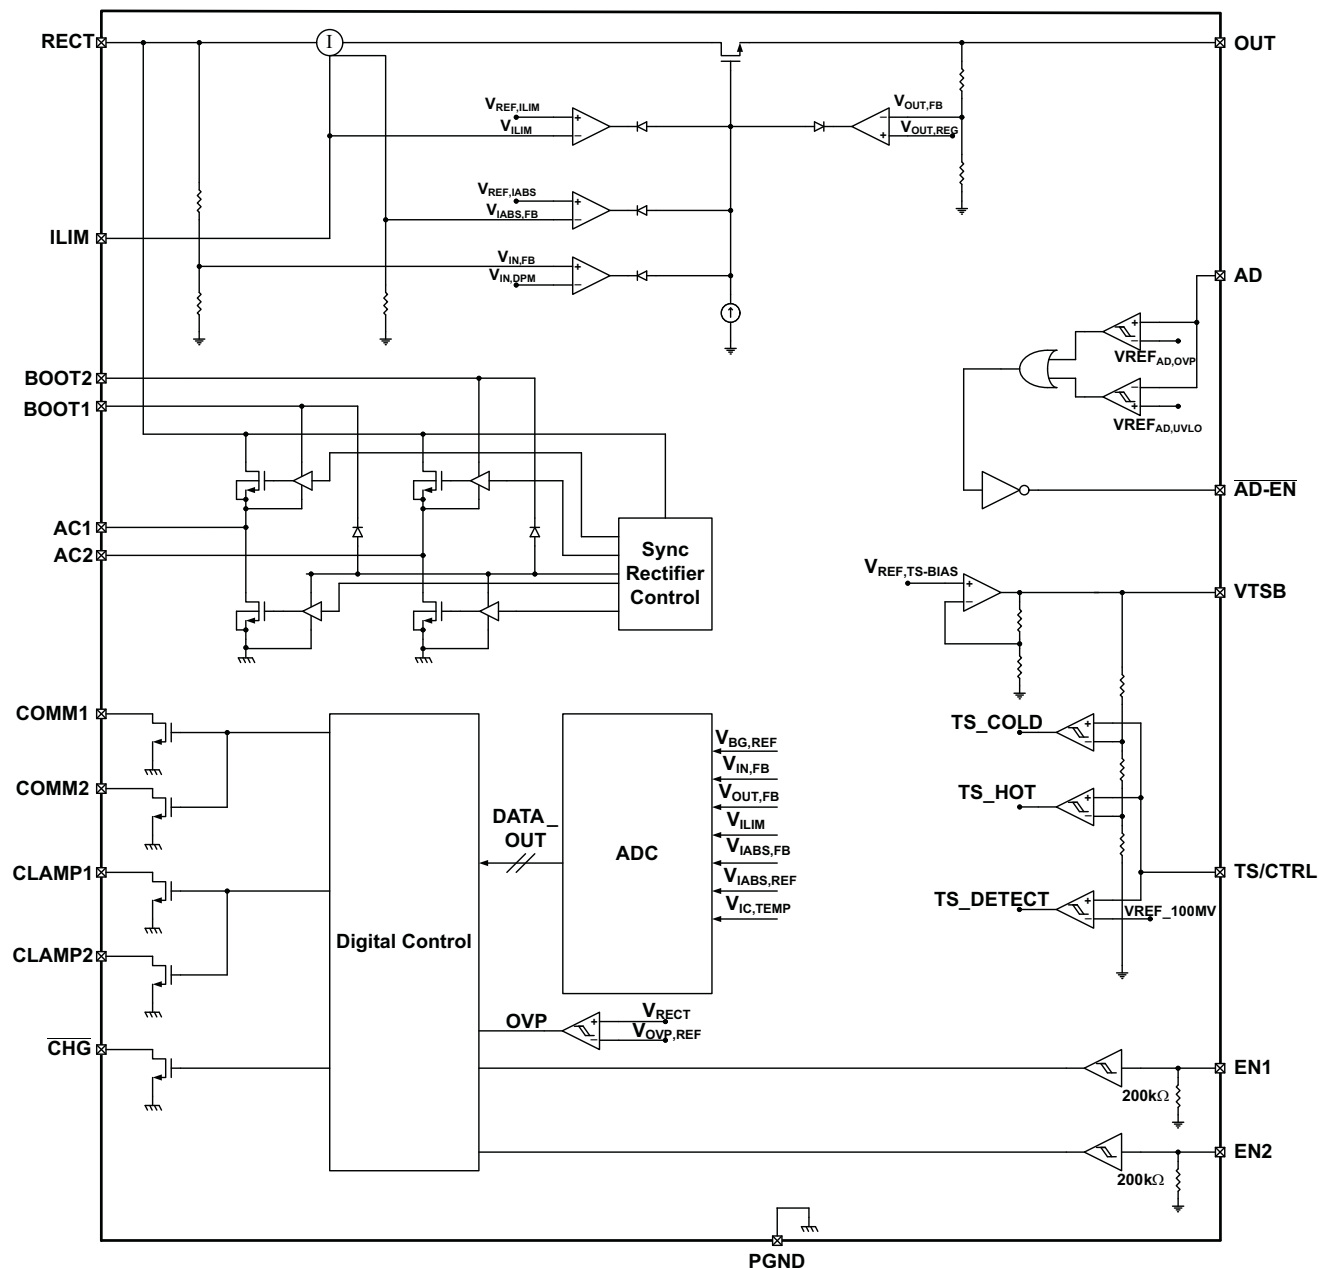 RECT
I
OUT
V_REF,ILIM
V_ILIM
V_OUT,FB
V_OUT,REG
V_REF,IABS
V_IABS,FB
ILIM
V_IN,FB
V_IN,DPM
AD
VREF_AD,OVP
VREF_AD,UVLO
BOOT2
BOOT1
AD-EN
AC1
AC2
Sync
Rectifier
Control
V_REF,TS-BIAS
VTSB
COMM1
COMM2
CLAMP1
CLAMP2
CHG
Digital Control
DATA_
OUT
ADC
V_BG,REF
V_IN,FB
V_OUT,FB
V_ILIM
V_IABS,FB
V_IABS,REF
V_IC,TEMP
TS_COLD
TS_HOT
TS_DETECT
VREF_100MV
TS/CTRL
OVP
V_RECT
V_OVP,REF
EN1
200kΩ
EN2
200kΩ
PGND